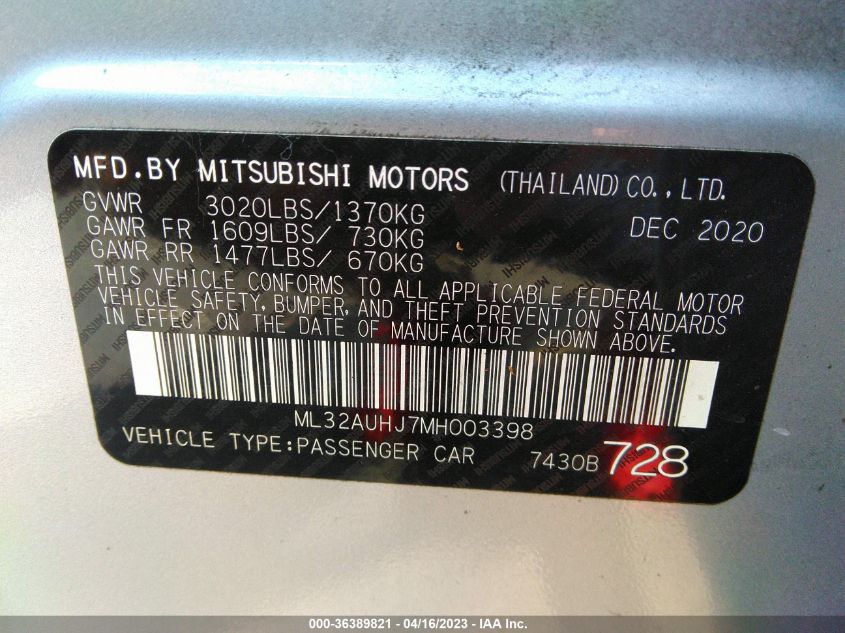 MFD.BY MITSUBISHI MOTORS (THAILAND) CO., LTD.
GVWR 3020LBS/1370KG DEC 2020
GAWR FR 1609LBS/ 730KG
GAWR RR 1477LBS/ 670KG
THIS VEHICLE CONFORMS TO ALL APPLICABLE FEDERAL MOTOR
VEHICLE SAFETY, BUMPER, AND THEFT PREVENTION STANDARDS
IN EFFECT ON THE DATE OF MANUFACTURE SHOWN ABOVE.
ML32AUHJ7MH003398
VEHICLE TYPE:PASSENGER CAR 7430B 728
000-36389821 - 04/16/2023 - IAA Inc.